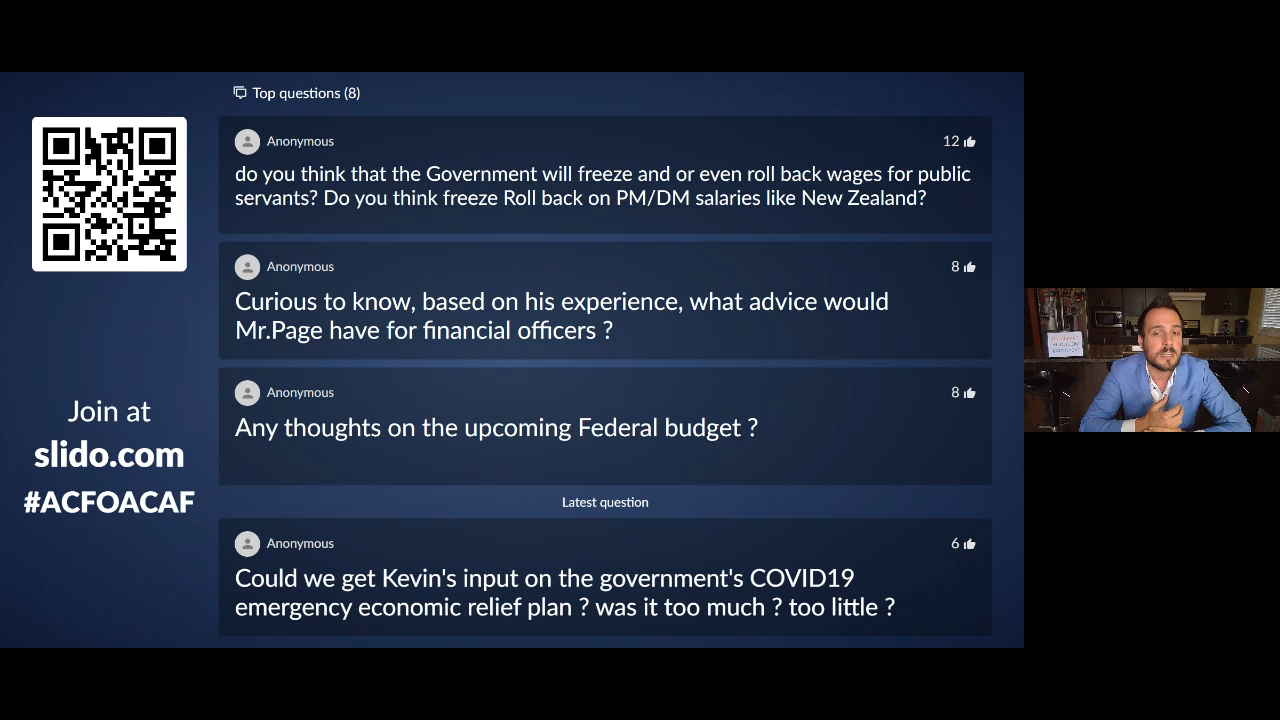 Top questions (8)
Anonymous
12
do you think that the Government will freeze and or even roll back wages for public
servants? Do you think freeze Roll back on PM/DM salaries like New Zealand?
Anonymous
8
Curious to know, based on his experience, what advice would
Mr.Page have for financial officers ?
Anonymous
8
Any thoughts on the upcoming Federal budget ?
Latest question
Anonymous
6
Could we get Kevin's input on the government's COVID19
emergency economic relief plan ? was it too much ? too little ?
Join at
slido.com
#ACFOACAF